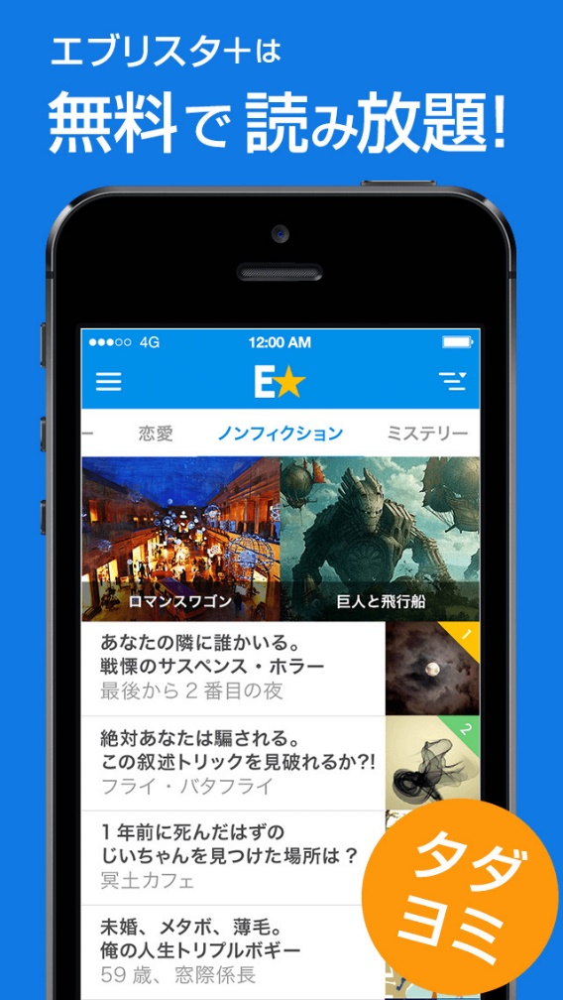 エブリスタ＋は
無料で読み放題!
4G 12:00 AM
E★
ー 恋愛 ノンフィクション ミステリー
ロマンスワゴン 巨人と飛行船
あなたの隣に誰かいる。
戦慄のサスペンス・ホラー
最後から2番目の夜
1
絶対あなたは騙される。
この叙述トリックを見破れるか?!
フライ・バタフライ
2
1年前に死んだはずの
じいちゃんを見つけた場所は？
冥土カフェ
タダ
ヨミ
未婚、メタボ、薄毛。
俺の人生トリプルボギー
59歳、窓際係長